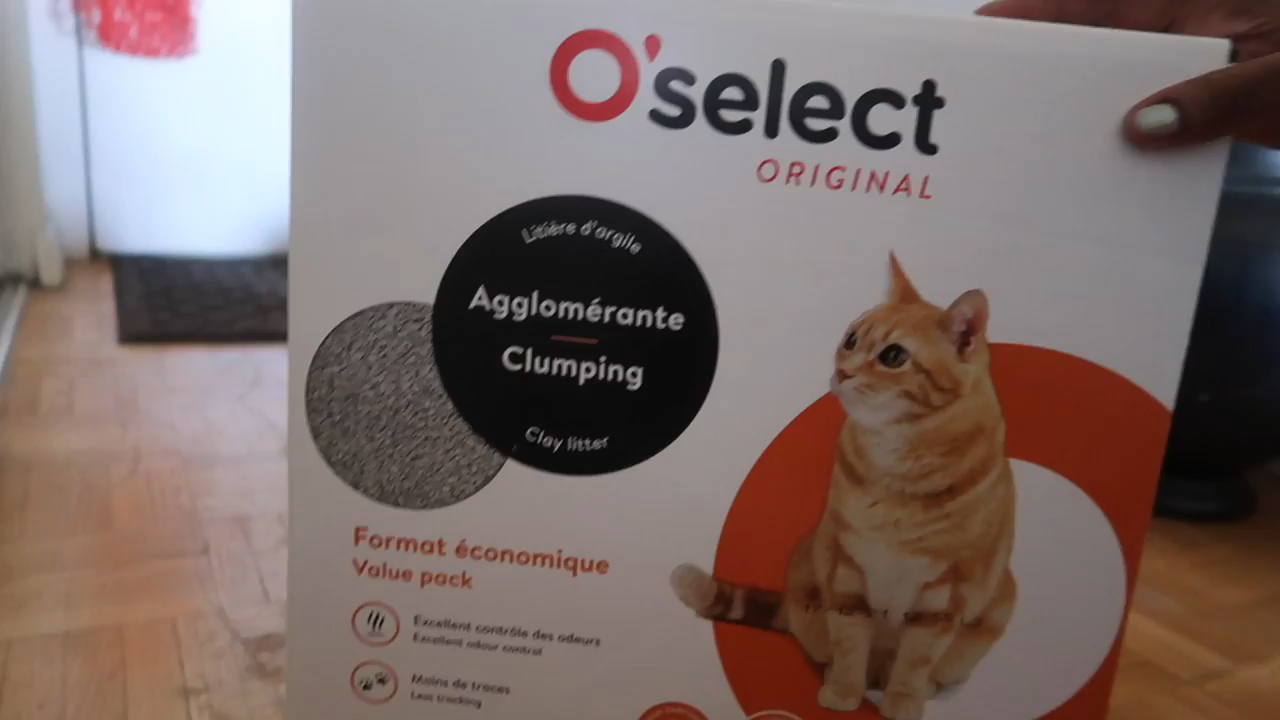 O'select
ORIGINAL
Litière d'argile
Agglomérante
Clumping
Clay litter
Format économique
Value pack
Excellent contrôle des odeurs
Excellent odour control
Moins de traces
Less tracking